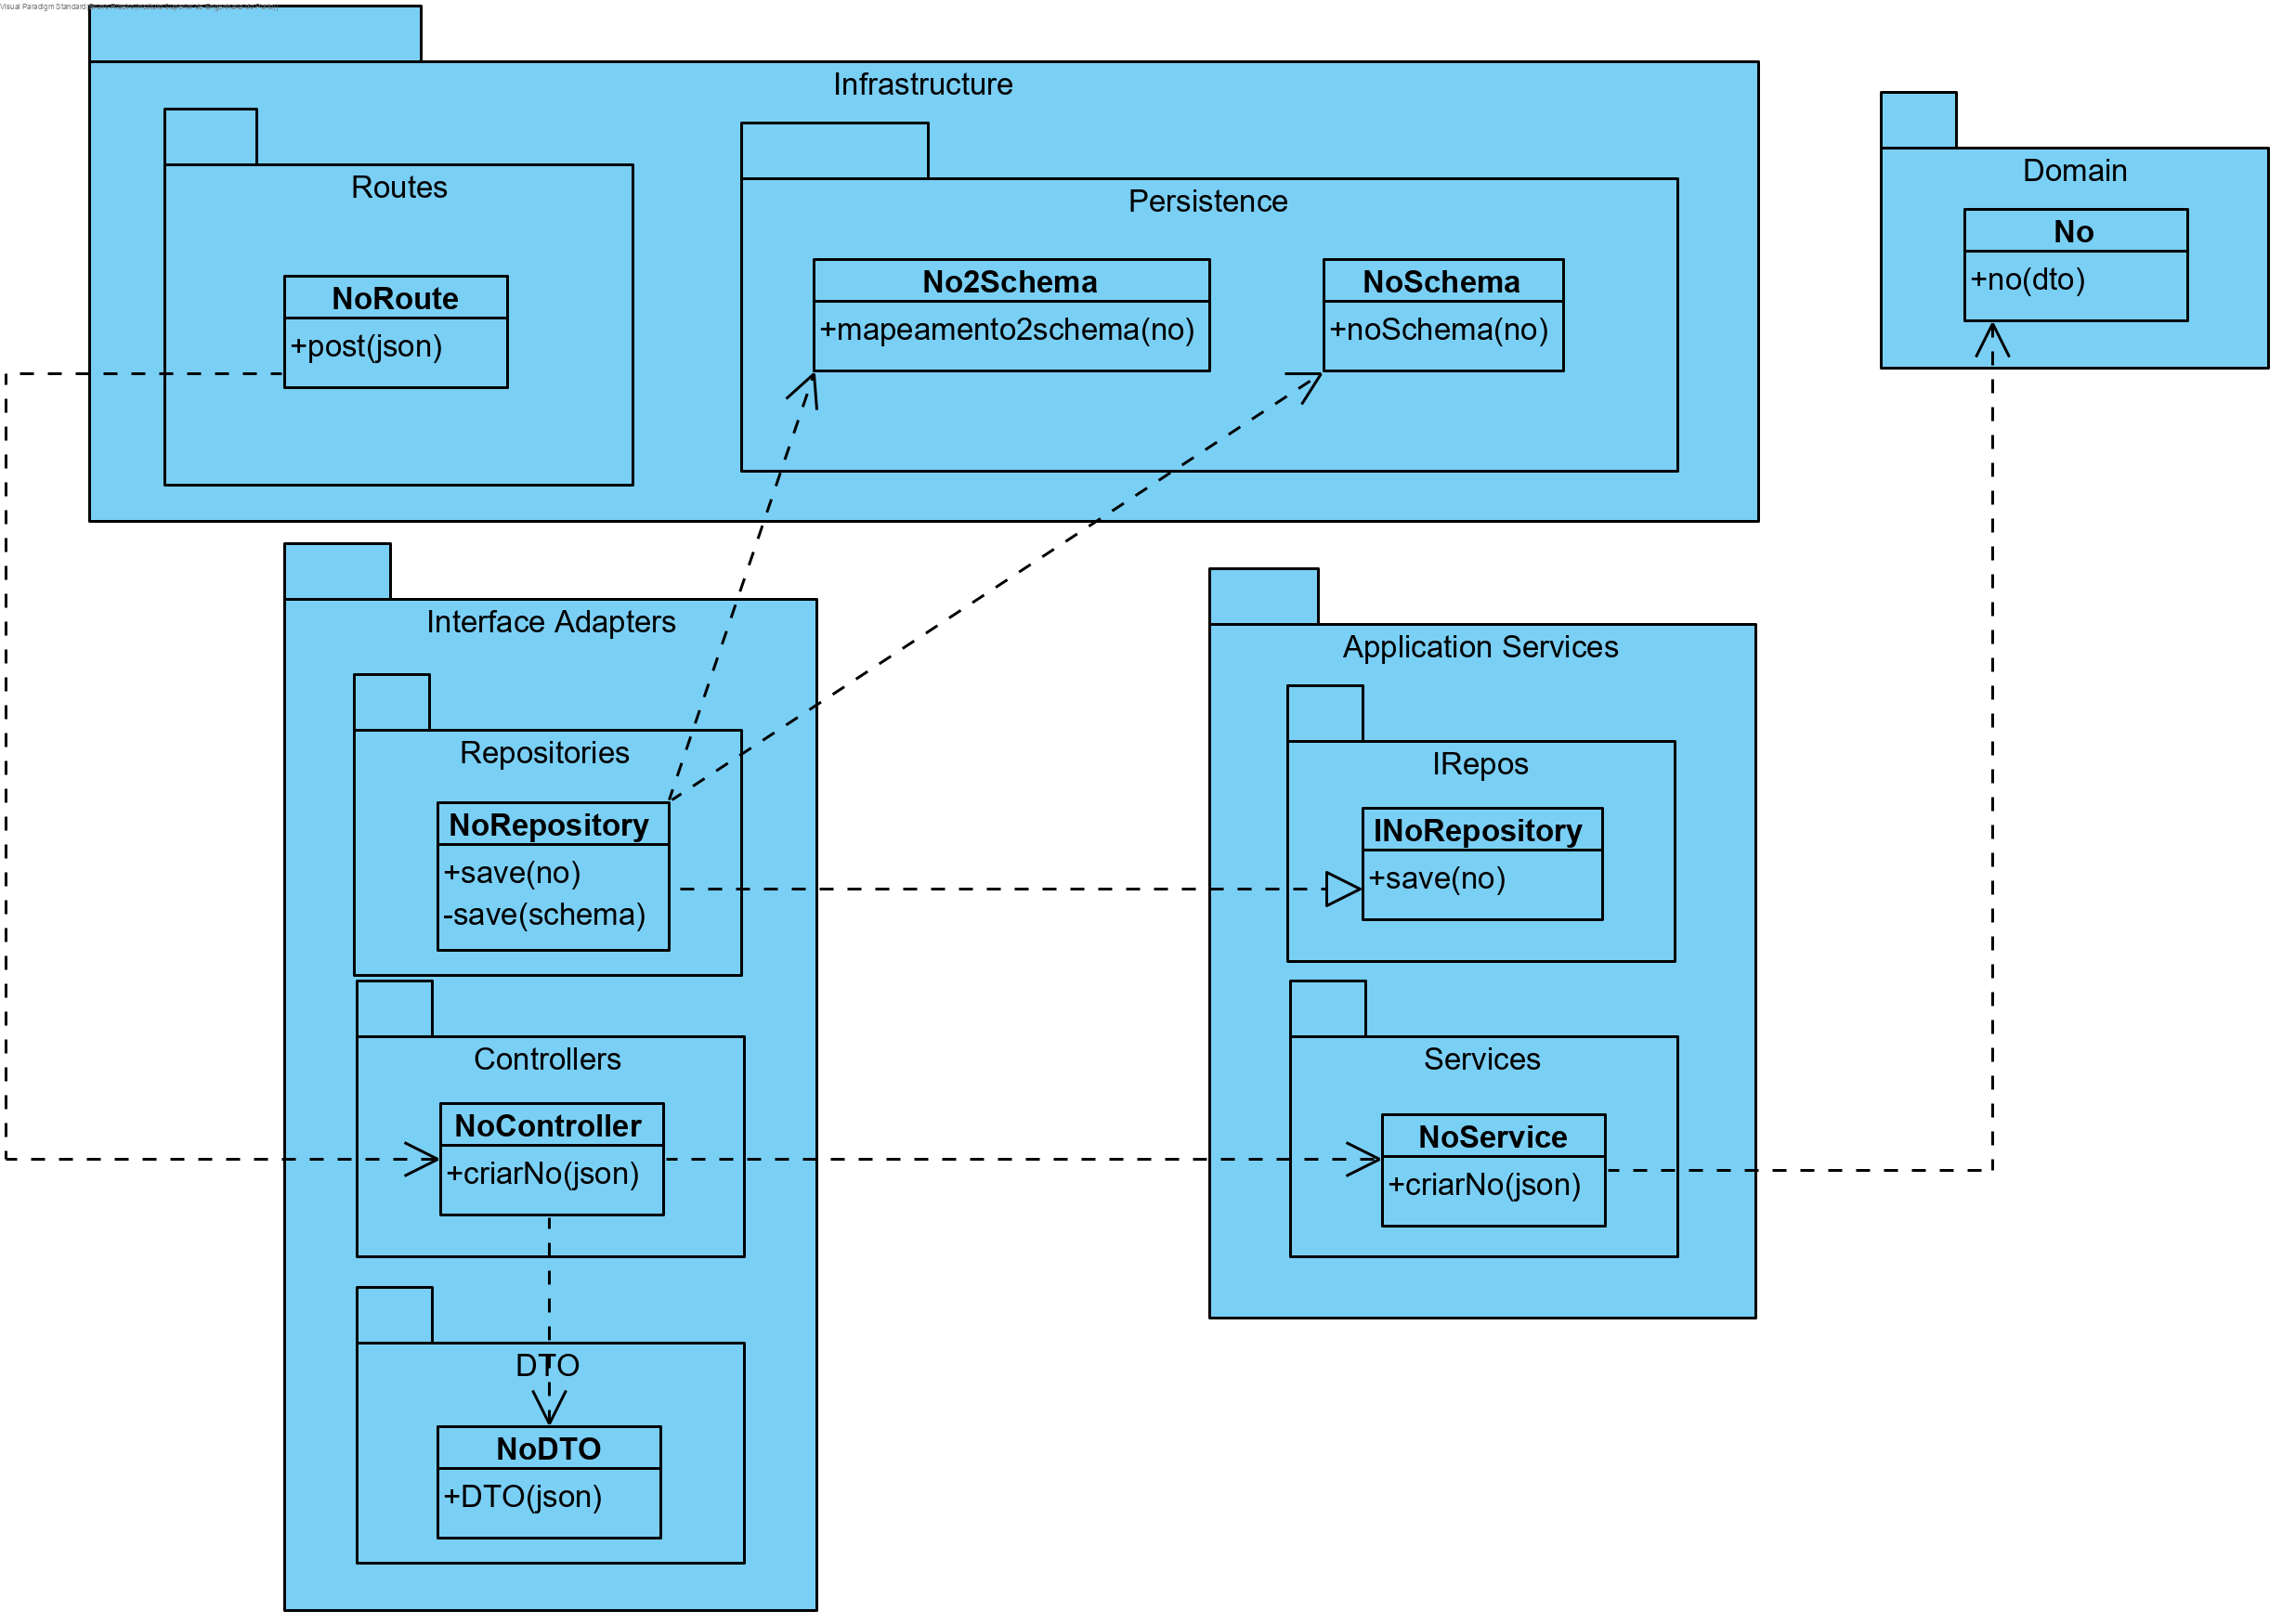 Visual Paradigm Standard
Infrastructure
Routes
NoRoute
+post(json)
Persistence
No2Schema
+mapeamento2schema(no)
NoSchema
+noSchema(no)
Domain
No
+no(dto)
Interface Adapters
Repositories
NoRepository
+save(no)
-save(schema)
Controllers
NoController
+criarNo(json)
DTO
NoDTO
+DTO(json)
Application Services
IRepos
INoRepository
+save(no)
Services
NoService
+criarNo(json)